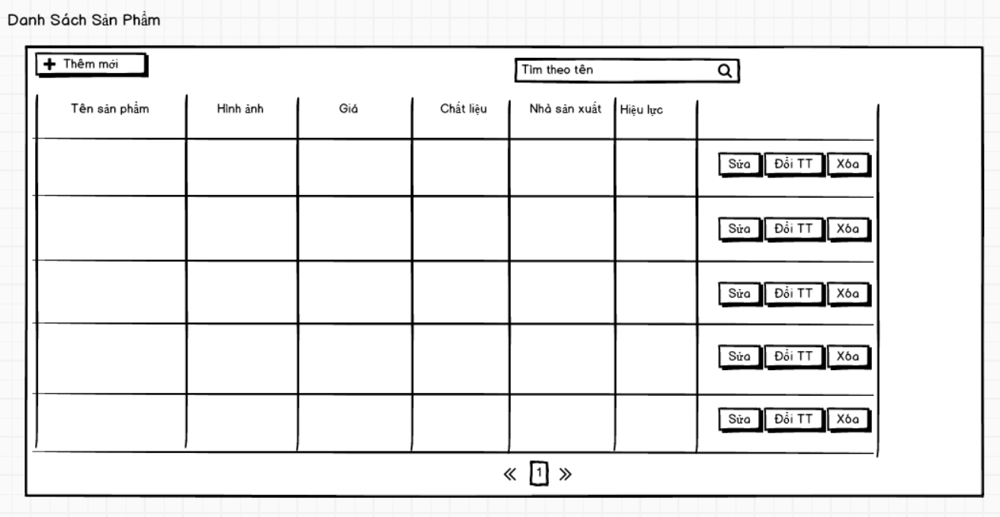 Danh Sách Sản Phẩm
Thêm mới
Tìm theo tên
Tên sản phẩm Hình ảnh Giá Chất liệu Nhà sản xuất Hiệu lực
Sửa Đổi TT Xóa
Sửa Đổi TT Xóa
Sửa Đổi TT Xóa
Sửa Đổi TT Xóa
Sửa Đổi TT Xóa
« 1 »